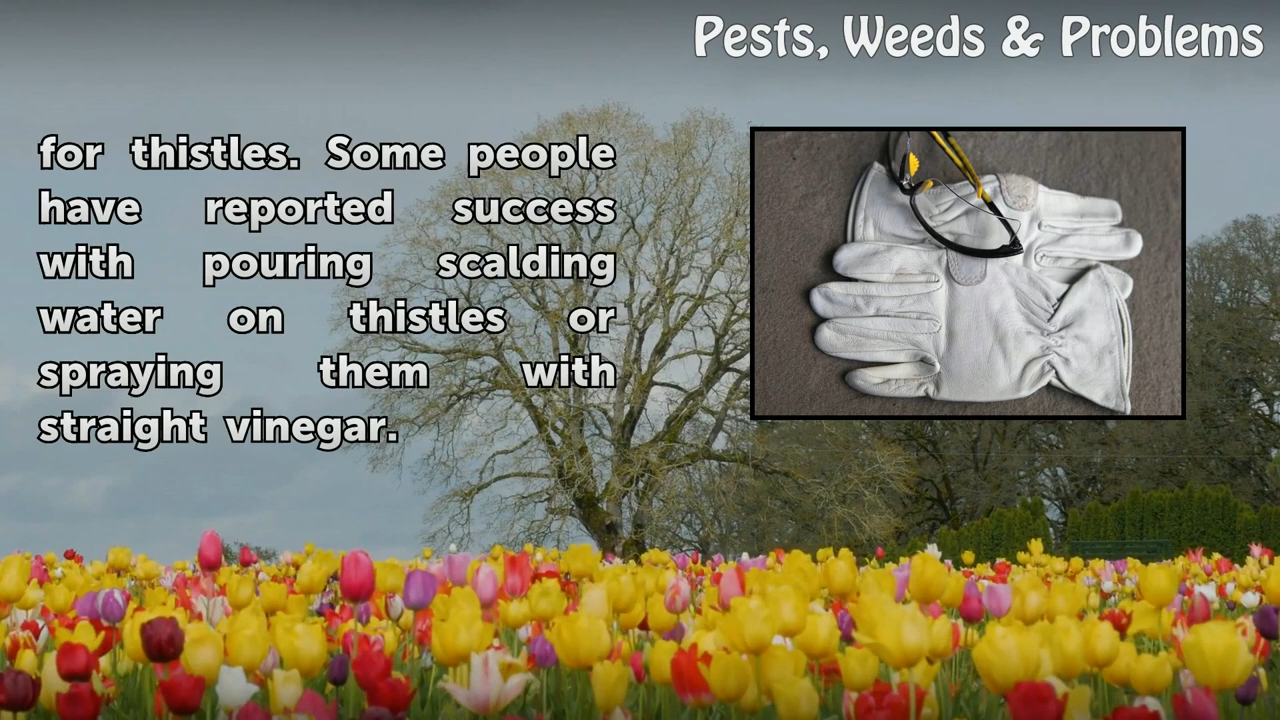 Pests, Weeds & Problems
for thistles. Some people
have reported success
with pouring scalding
water on thistles or
spraying them with
straight vinegar.